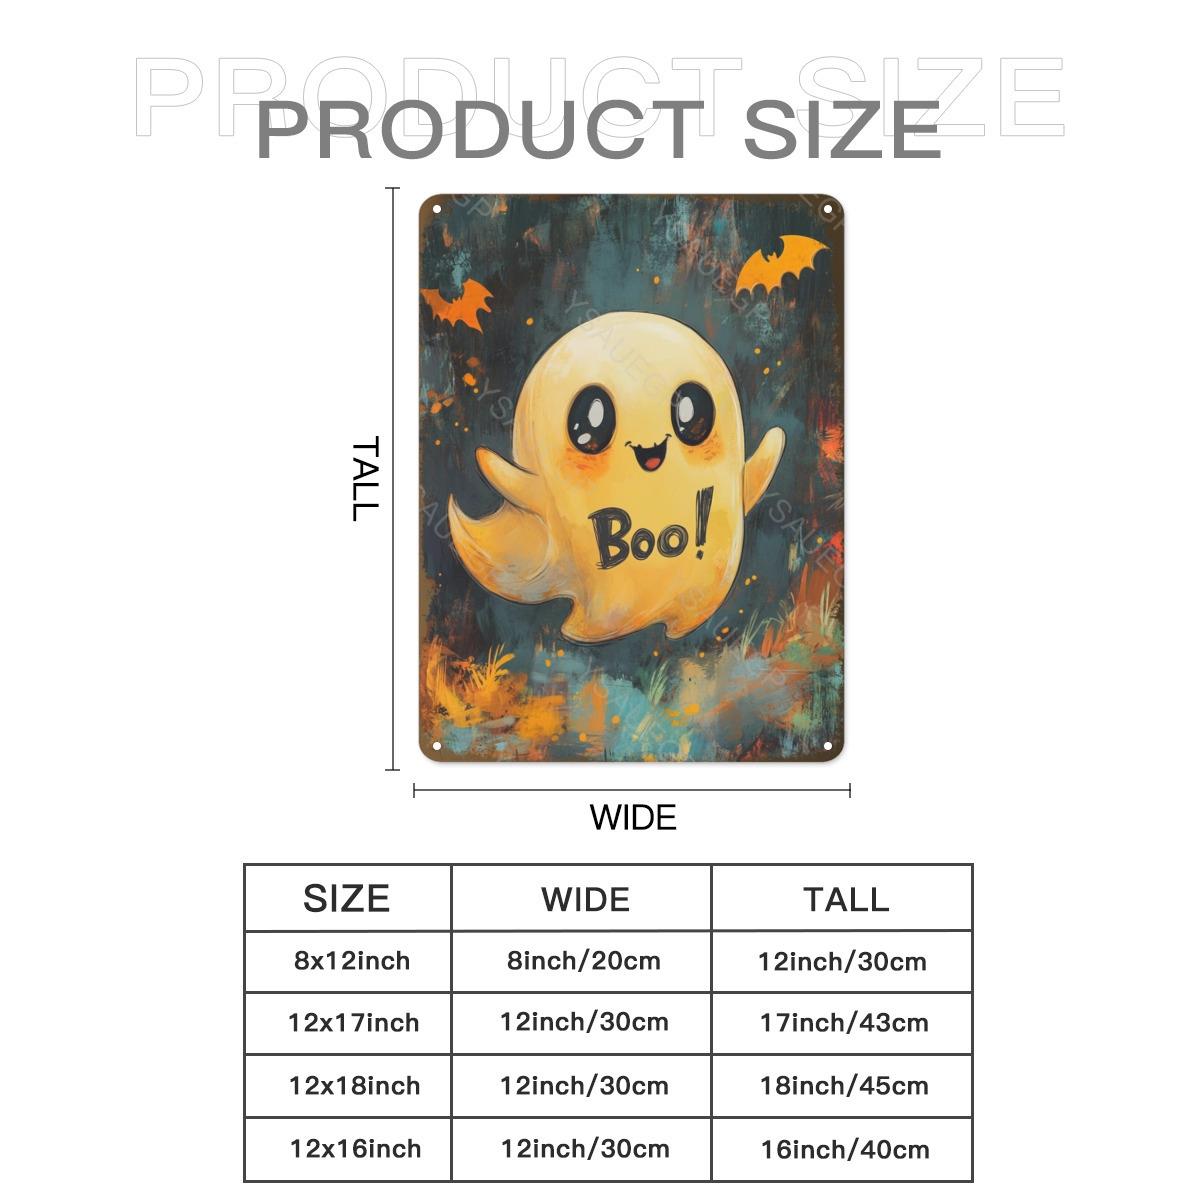 PRODUCT SIZE
PRODUCT SIZE
YSAUEGP
TALL
Boo!
WIDE
SIZE WIDE TALL
8x12inch 8inch/20cm 12inch/30cm
12x17inch 12inch/30cm 17inch/43cm
12x18inch 12inch/30cm 18inch/45cm
12x16inch 12inch/30cm 16inch/40cm